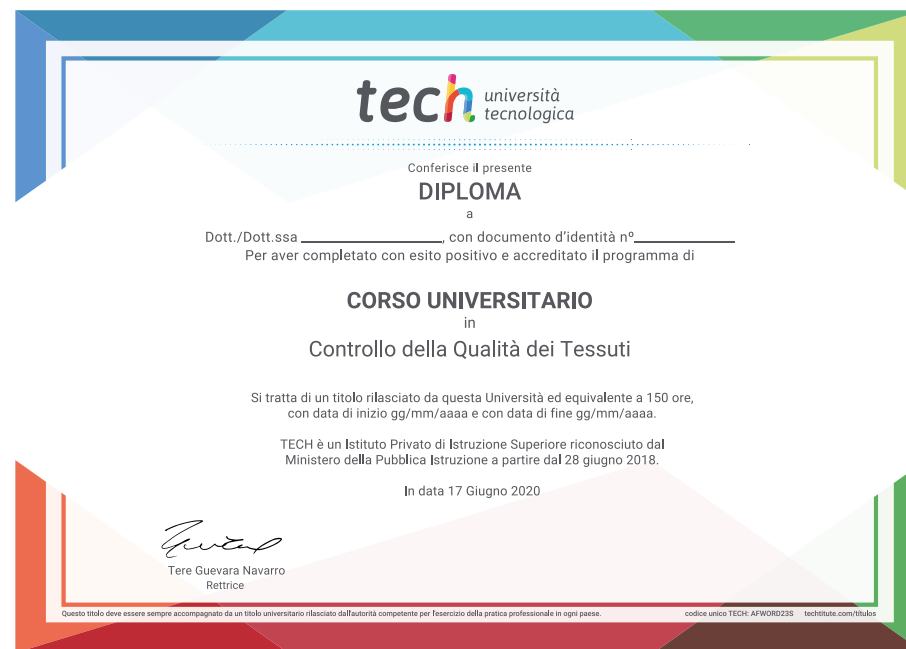 tech università
tecnologica
Conferisce il presente
DIPLOMA
a
Dott./Dott.ssa ____________________, con documento d'identità nº______________
Per aver completato con esito positivo e accreditato il programma di
CORSO UNIVERSITARIO
in
Controllo della Qualità dei Tessuti
Si tratta di un titolo rilasciato da questa Università ed equivalente a 150 ore,
con data di inizio gg/mm/aaaa e con data di fine gg/mm/aaaa.
TECH è un Istituto Privato di Istruzione Superiore riconosciuto dal
Ministero della Pubblica Istruzione a partire dal 28 giugno 2018.
In data 17 Giugno 2020
Tere Guevara Navarro
Rettrice
Questo titolo deve essere sempre accompagnato da un titolo universitario rilasciato dall'autorità competente per l'esercizio della pratica professionale in ogni paese. codice unico TECH: AFWORD23S techtitute.com/títulos